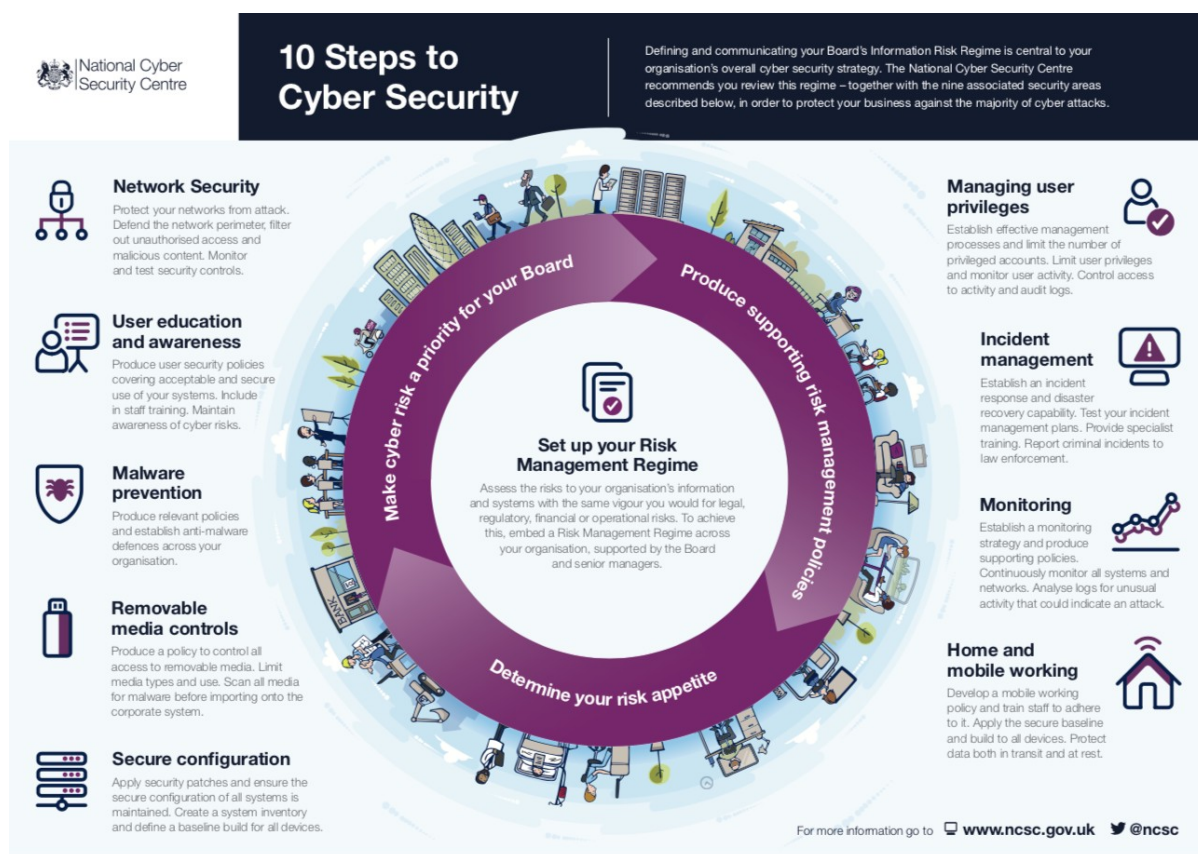 National Cyber
Security Centre
10 Steps to
Cyber Security
Defining and communicating your Board's Information Risk Regime is central to your
organisation's overall cyber security strategy. The National Cyber Security Centre
recommends you review this regime – together with the nine associated security areas
described below, in order to protect your business against the majority of cyber attacks.
Network Security
Protect your networks from attack.
Defend the network perimeter, filter
out unauthorised access and
malicious content. Monitor
and test security controls.
User education
and awareness
Produce user security policies
covering acceptable and secure
use of your systems. Include
in staff training. Maintain
awareness of cyber risks.
Malware
prevention
Produce relevant policies
and establish anti-malware
defences across your
organisation.
Removable
media controls
Produce a policy to control all
access to removable media. Limit
media types and use. Scan all media
for malware before importing onto the
corporate system.
Secure configuration
Apply security patches and ensure the
secure configuration of all systems is
maintained. Create a system inventory
and define a baseline build for all devices.
Make cyber risk a priority for your Board
Produce supporting risk management policies
Determine your risk appetite
BANK
Set up your Risk
Management Regime
Assess the risks to your organisation's information
and systems with the same vigour you would for legal,
regulatory, financial or operational risks. To achieve
this, embed a Risk Management Regime across
your organisation, supported by the Board
and senior managers.
Managing user
privileges
Establish effective management
processes and limit the number of
privileged accounts. Limit user privileges
and monitor user activity. Control access
to activity and audit logs.
Incident
management
Establish an incident
response and disaster
recovery capability. Test your incident
management plans. Provide specialist
training. Report criminal incidents to
law enforcement.
Monitoring
Establish a monitoring
strategy and produce
supporting policies.
Continuously monitor all systems and
networks. Analyse logs for unusual
activity that could indicate an attack.
Home and
mobile working
Develop a mobile working
policy and train staff to adhere
to it. Apply the secure baseline
and build to all devices. Protect
data both in transit and at rest.
For more information go to www.ncsc.gov.uk @ncsc